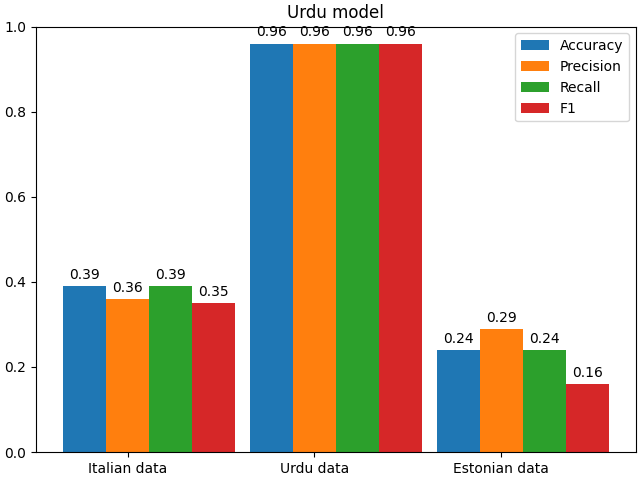 Urdu model
1.0
0.8
0.6
0.4
0.2
0.0
0.39
0.36
0.39
0.35
0.96
0.96
0.96
0.96
0.24
0.29
0.24
0.16
Italian data
Urdu data
Estonian data
Accuracy
Precision
Recall
F1